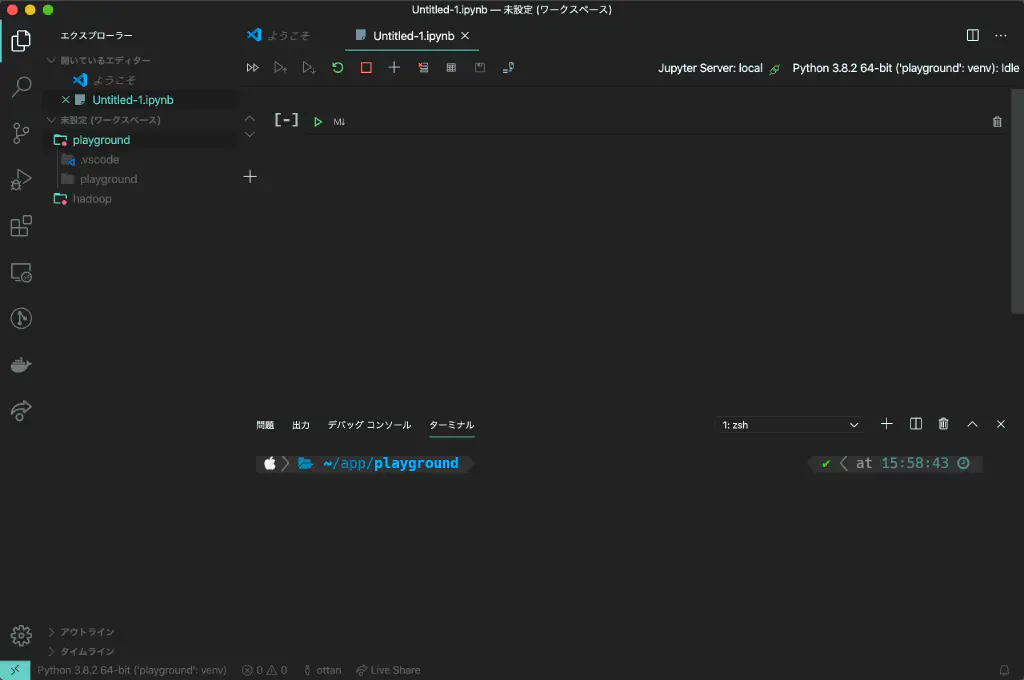 Untitled-1.ipynb — 未設定 (ワークスペース)
エクスプローラー
ようこそ
Untitled-1.ipynb
Jupyter Server: local
Python 3.8.2 64-bit ('playground': venv): Idle
開いているエディター
ようこそ
Untitled-1.ipynb
未設定 (ワークスペース)
playground
.vscode
playground
hadoop
[-]
M↓
問題
出力
デバッグ コンソール
ターミナル
1: zsh
~/app/playground
at 15:58:43
アウトライン
タイムライン
Python 3.8.2 64-bit ('playground': venv)
0
0
ottan
Live Share